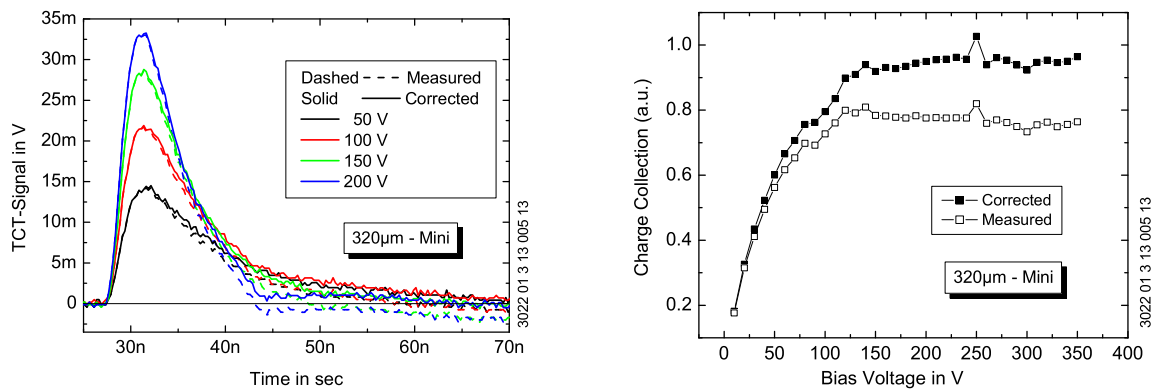 35m
30m
25m
20m
15m
10m
5m
0
TCT-Signal in V
Dashed Measured
Solid Corrected
50 V
100 V
150 V
200 V
320µm - Mini
3022 01 3 13 005 13
30n 40n 50n 60n 70n
Time in sec
1.0
0.8
0.6
0.4
0.2
Charge Collection (a.u.)
Corrected
Measured
320µm - Mini
3022 01 3 13 005 13
0 50 100 150 200 250 300 350 400
Bias Voltage in V